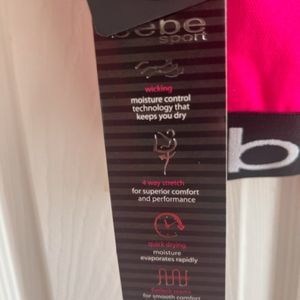 bebe
sport
wicking
moisture control
technology that
keeps you dry
4 way stretch
for superior comfort
and performance
quick drying
moisture
evaporates rapidly
for smooth comfort
b